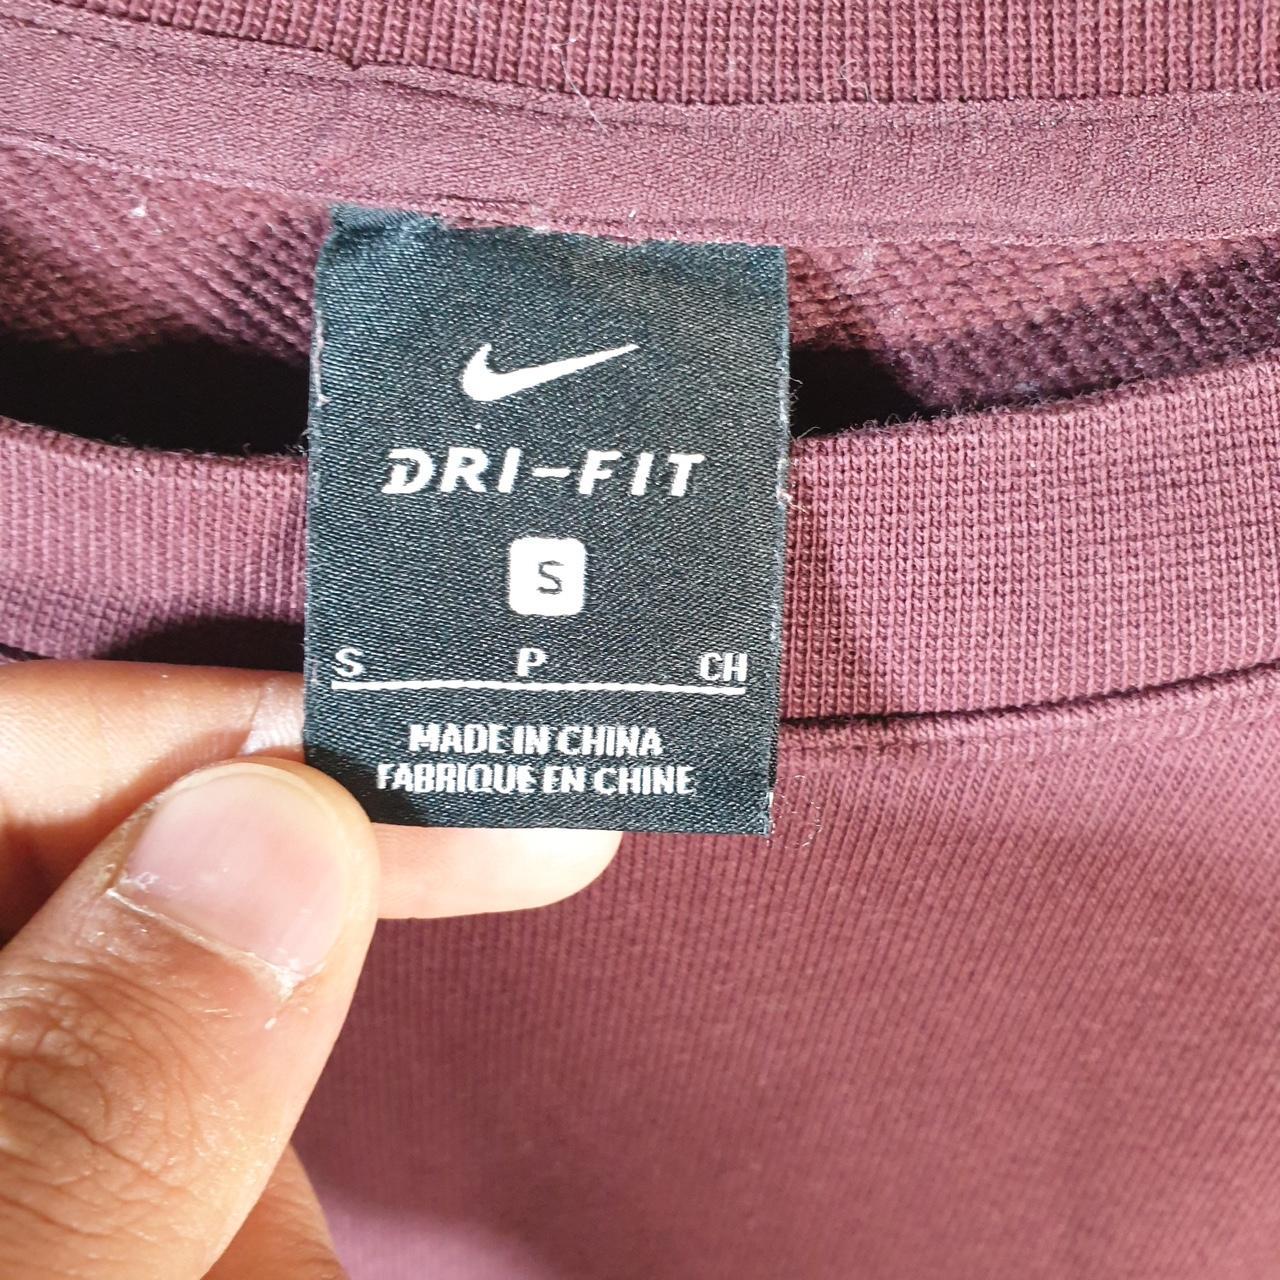 DRI-FIT
S
S P CH
MADE IN CHINA
FABRIQUE EN CHINE